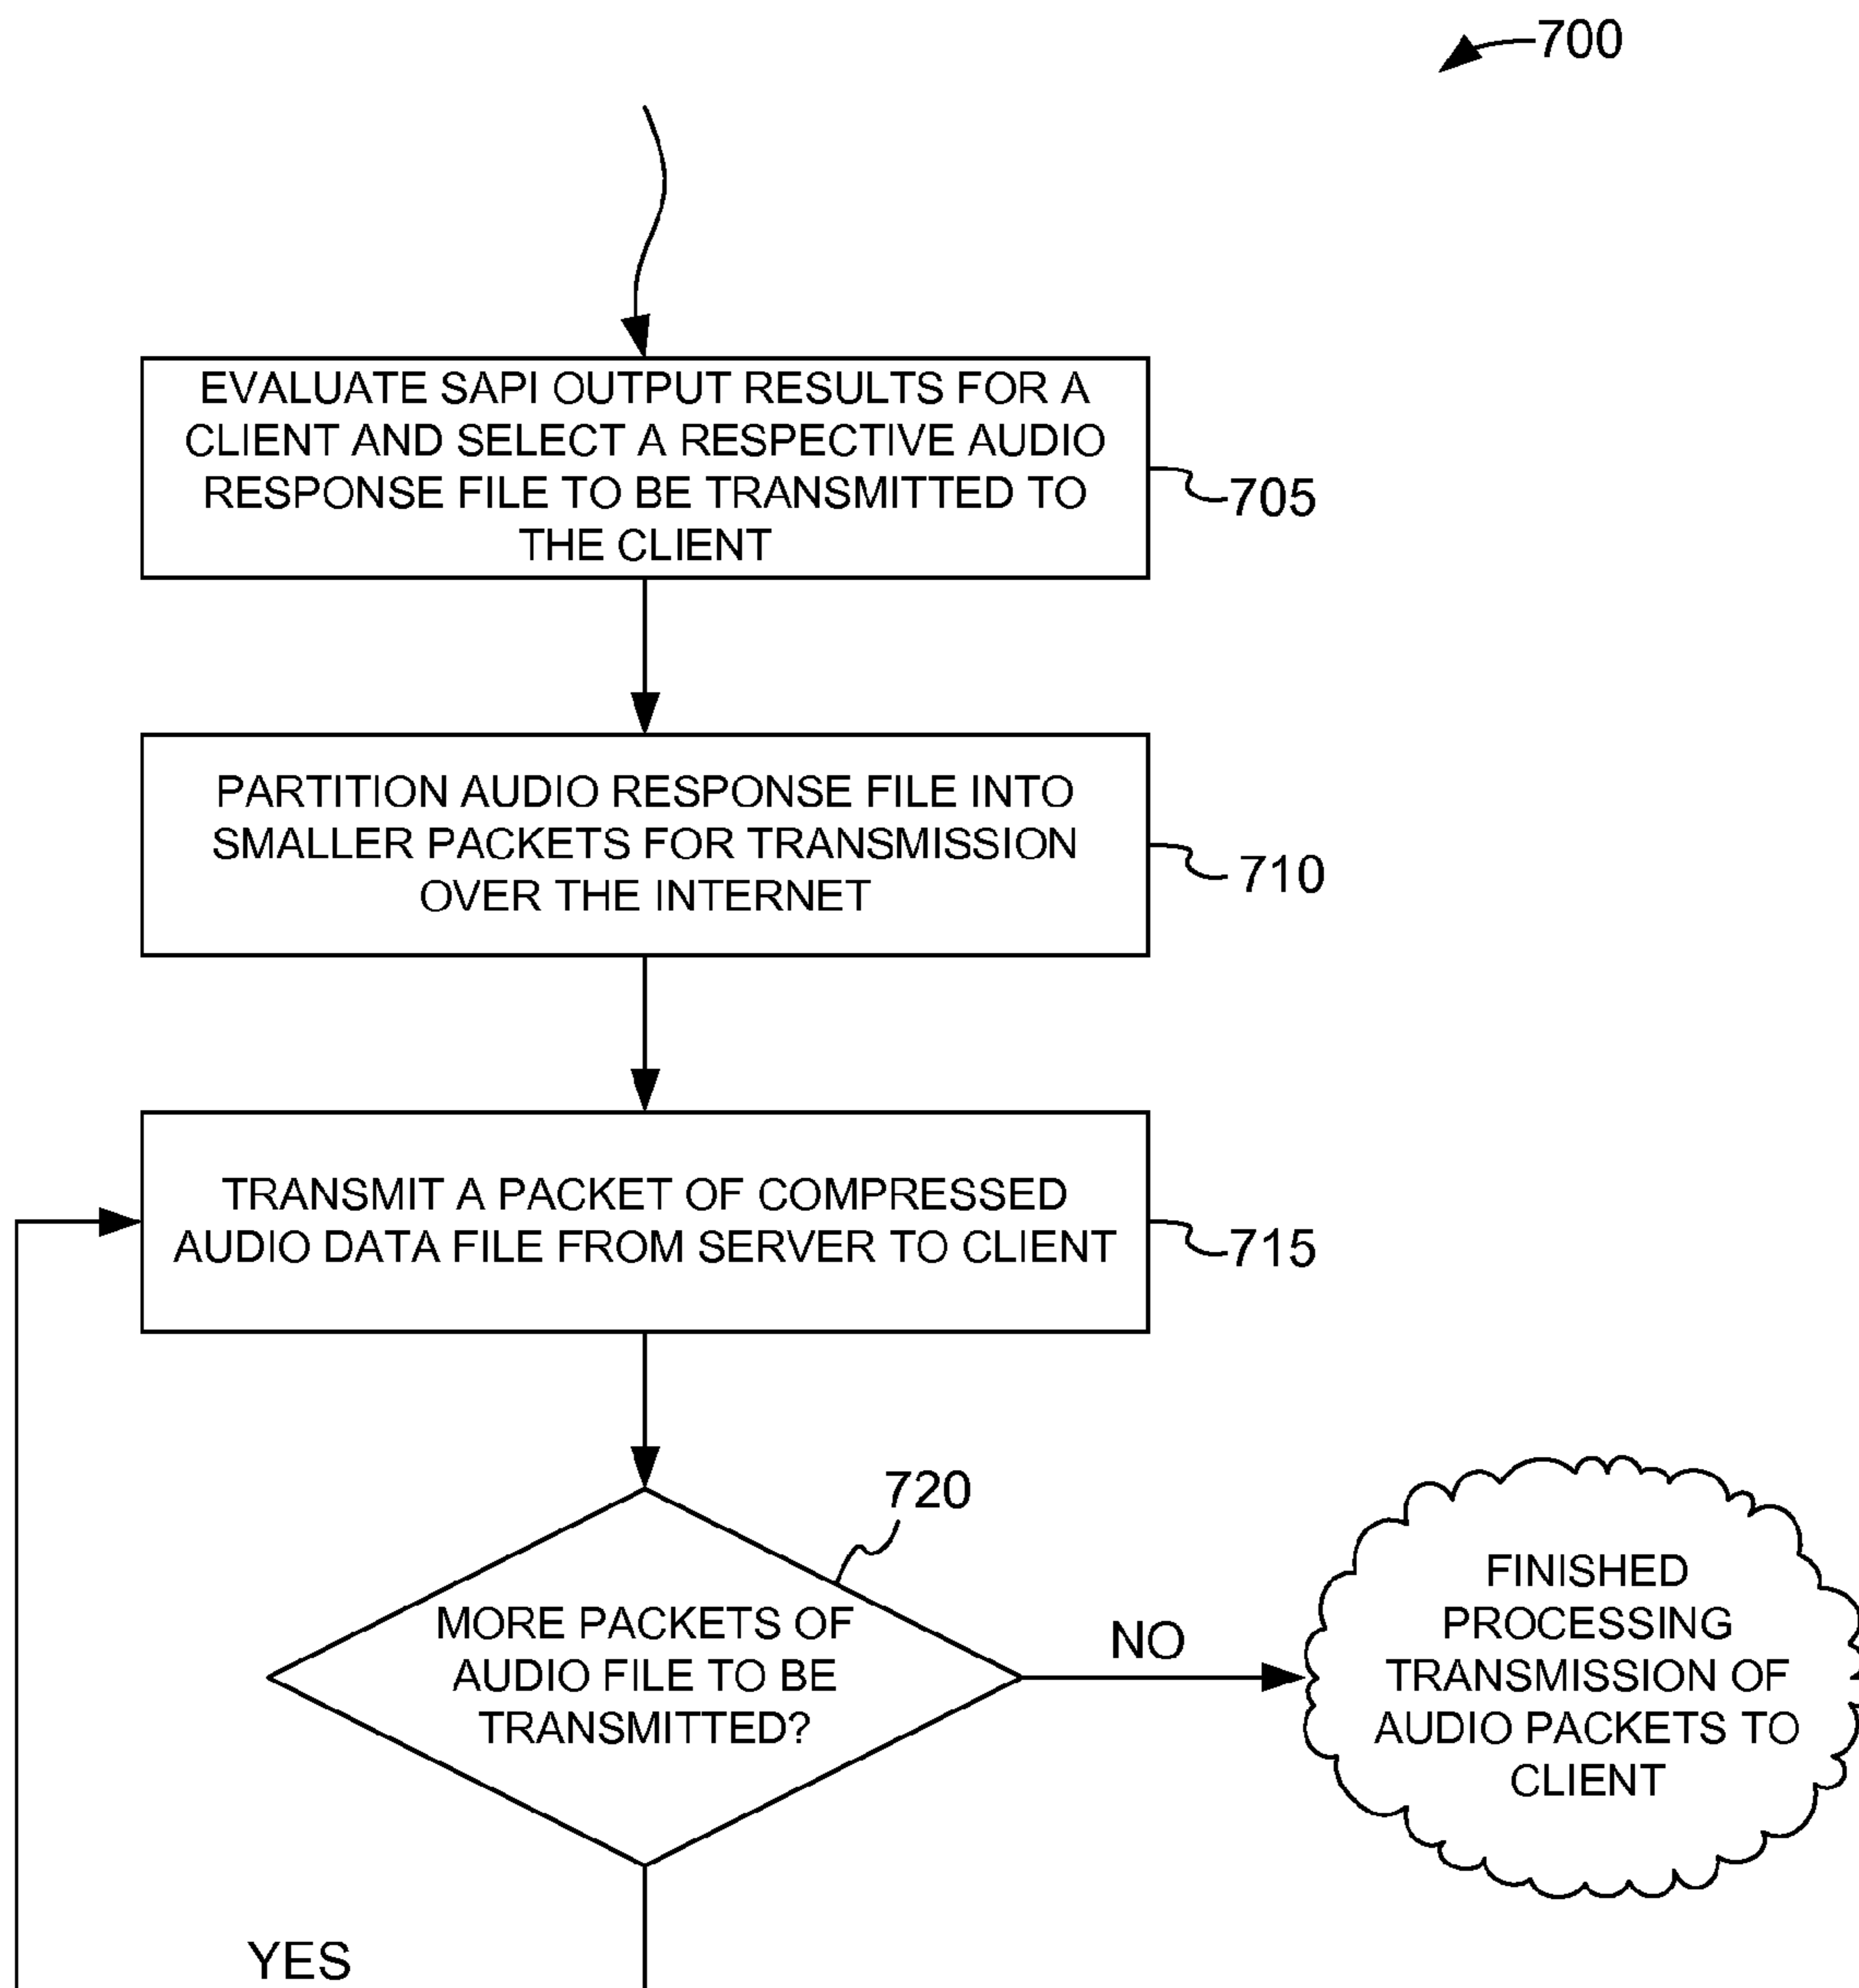 700
EVALUATE SAPI OUTPUT RESULTS FOR A
CLIENT AND SELECT A RESPECTIVE AUDIO
RESPONSE FILE TO BE TRANSMITTED TO
THE CLIENT
705
PARTITION AUDIO RESPONSE FILE INTO
SMALLER PACKETS FOR TRANSMISSION
OVER THE INTERNET
710
TRANSMIT A PACKET OF COMPRESSED
AUDIO DATA FILE FROM SERVER TO CLIENT
715
720
MORE PACKETS OF
AUDIO FILE TO BE
TRANSMITTED?
NO
FINISHED
PROCESSING
TRANSMISSION OF
AUDIO PACKETS TO
CLIENT
YES